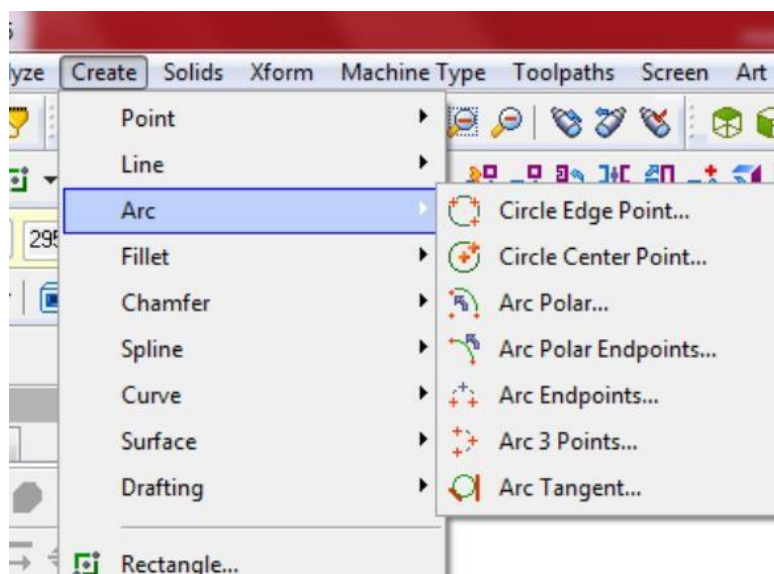 Create Solids Xform Machine Type Toolpaths Screen Art
Point
Line
Arc
Fillet
Chamfer
Spline
Curve
Surface
Drafting
Rectangle...
Circle Edge Point...
Circle Center Point...
Arc Polar...
Arc Polar Endpoints...
Arc Endpoints...
Arc 3 Points...
Arc Tangent...